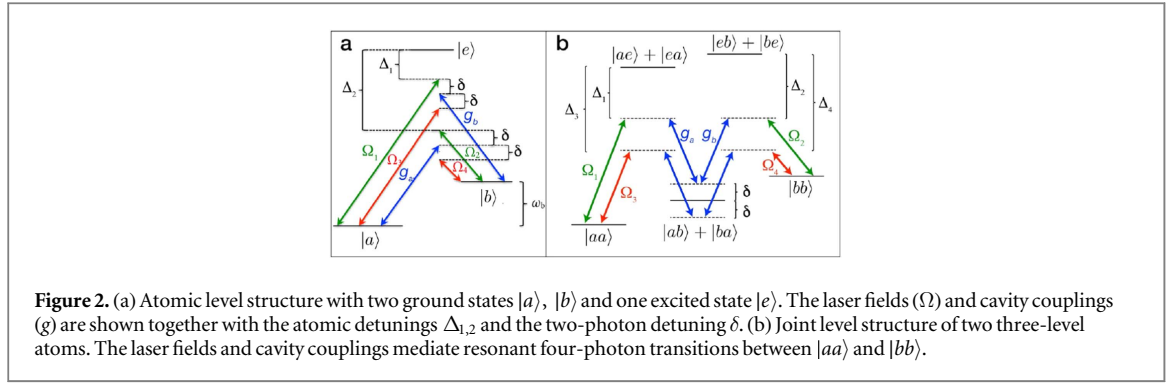 a
|e⟩
Δ₁
δ
δ
Δ₂
g_b
δ
Ω₁
Ω₃
Ω₂
δ
gₐ
Ω₄
|b⟩
ω_b
|a⟩
b
|eb⟩ + |be⟩
|ae⟩ + |ea⟩
Δ₃
Δ₁
Δ₂
Δ₄
gₐ
g_b
Ω₂
Ω₁
Ω₃
Ω₄
|bb⟩
δ
δ
|aa⟩
|ab⟩ + |ba⟩
Figure 2. (a) Atomic level structure with two ground states |a⟩, |b⟩ and one excited state |e⟩. The laser fields (Ω) and cavity couplings
(g) are shown together with the atomic detunings Δ₁,₂ and the two-photon detuning δ. (b) Joint level structure of two three-level
atoms. The laser fields and cavity couplings mediate resonant four-photon transitions between |aa⟩ and |bb⟩.